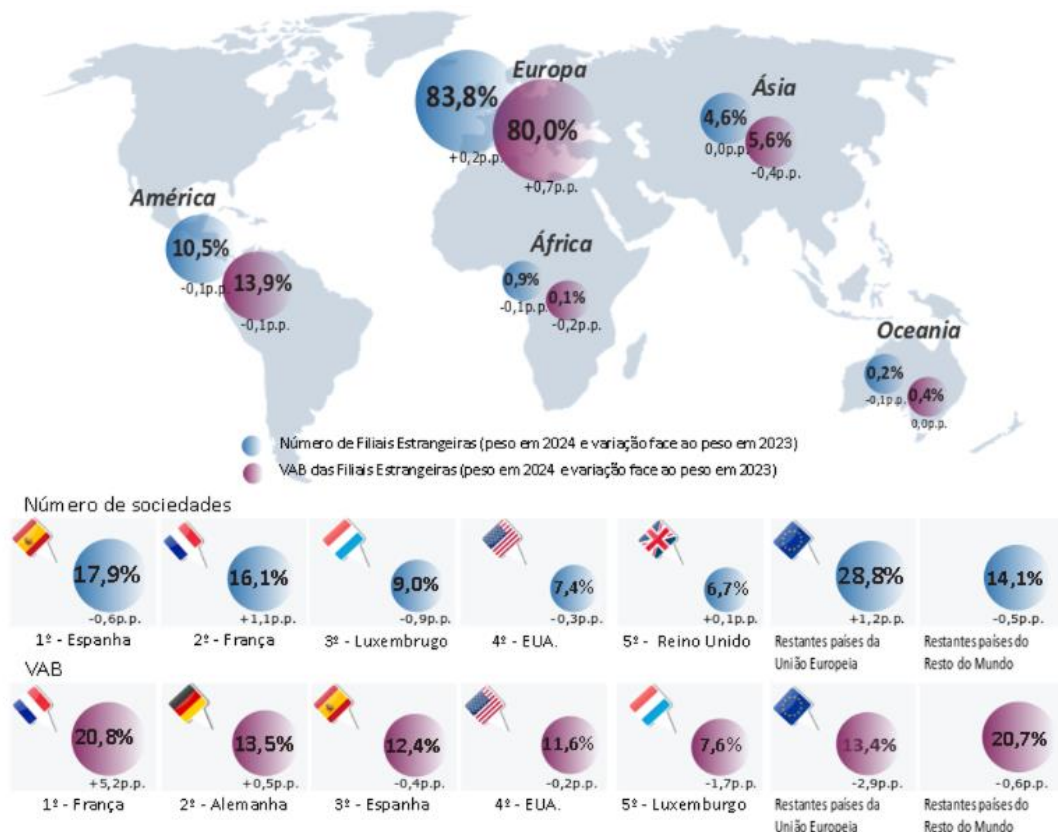 Europa
83,8%
+0,2p.p.
80,0%
+0,7p.p.
Ásia
4,6%
0,0p.p.
5,6%
-0,4p.p.
América
10,5%
-0,1p.p.
13,9%
-0,1p.p.
África
0,9%
-0,1p.p.
0,1%
-0,2p.p.
Oceania
0,2%
-0,1p.p.
0,4%
0,0p.p.
Número de Filiais Estrangeiras (peso em 2024 e variação face ao peso em 2023)
VAB das Filiais Estrangeiras (peso em 2024 e variação face ao peso em 2023)
Número de sociedades
17,9%
-0,6p.p.
1º - Espanha
16,1%
+1,1p.p.
2º - França
9,0%
-0,9p.p.
3º - Luxembrugo
7,4%
-0,3p.p.
4º - EUA.
6,7%
+0,1p.p.
5º - Reino Unido
28,8%
+1,2p.p.
Restantes países da
União Europeia
14,1%
-0,5p.p.
Restantes países do
Resto do Mundo
VAB
20,8%
+5,2p.p.
1º - França
13,5%
+0,5p.p.
2º - Alemanha
12,4%
-0,4p.p.
3º - Espanha
11,6%
-0,2p.p.
4º - EUA.
7,6%
-1,7p.p.
5º - Luxemburgo
13,4%
-2,9p.p.
Restantes países da
União Europeia
20,7%
-0,6p.p.
Restantes países do
Resto do Mundo